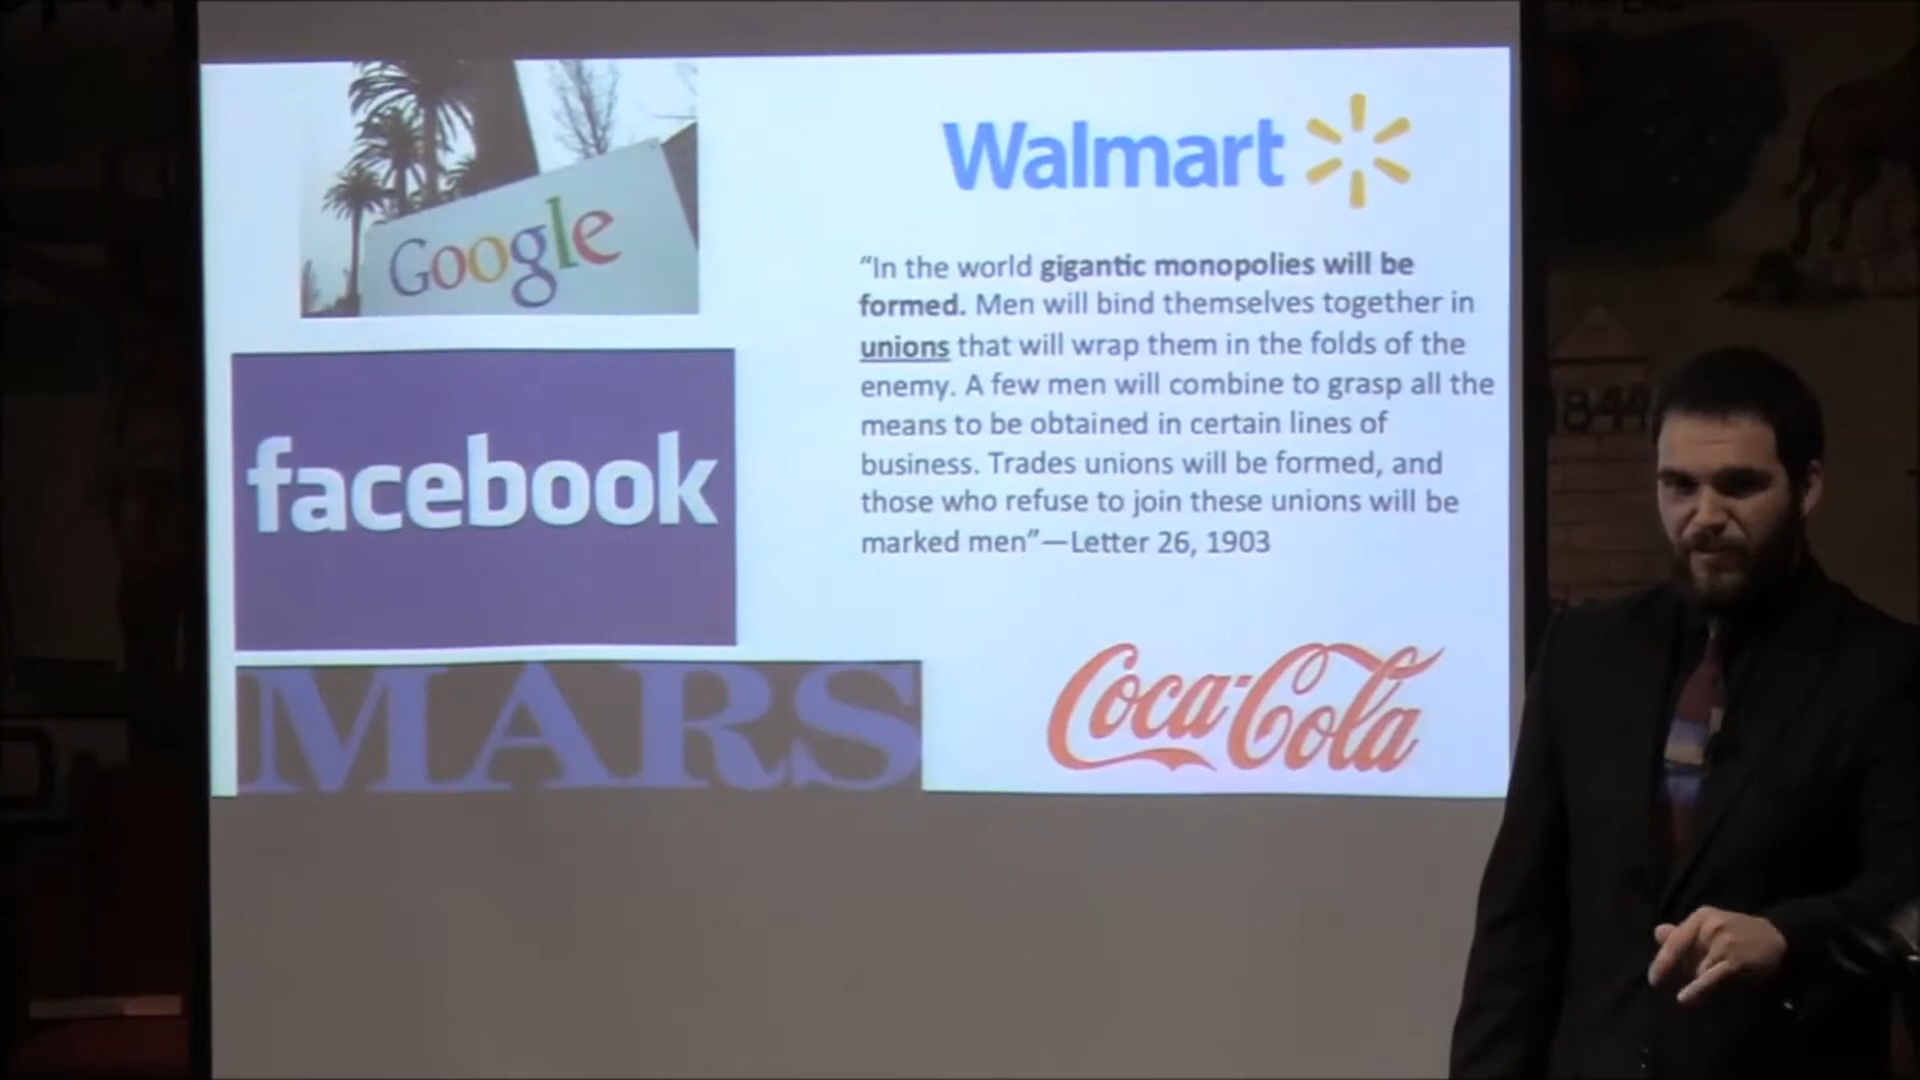 Google
Walmart
“In the world gigantic monopolies will be
formed. Men will bind themselves together in
unions that will wrap them in the folds of the
enemy. A few men will combine to grasp all the
means to be obtained in certain lines of
business. Trades unions will be formed, and
those who refuse to join these unions will be
marked men”—Letter 26, 1903
facebook
MARS
Coca-Cola
1844